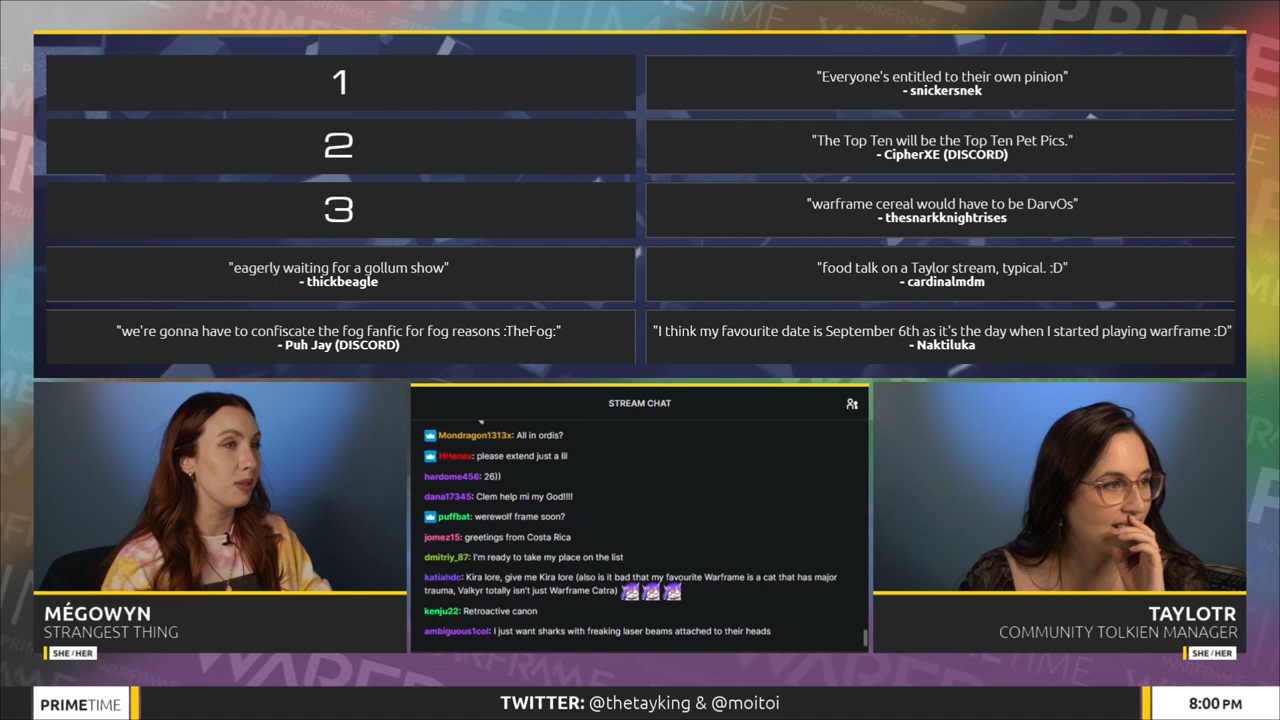 1
"Everyone's entitled to their own pinion"
- snickersnek
2
"The Top Ten will be the Top Ten Pet Pics."
- CipherXE (DISCORD)
3
"warframe cereal would have to be DarvOs"
- thesnarkknightrises
"eagerly waiting for a gollum show"
- thickbeagle
"food talk on a Taylor stream, typical. :D"
- cardinalmdm
"we're gonna have to confiscate the fog fanfic for fog reasons :TheFog:"
- Puh Jay (DISCORD)
"I think my favourite date is September 6th as it's the day when I started playing warframe :D"
- Naktiluka
STREAM CHAT
Mondragon1313x: All in ordis?
HHenex: please extend just a lil
hardome456: 26))
dana17345: Clem help mi my God!!!!
puffbat: werewolf frame soon?
jomez15: greetings from Costa Rica
dmitriy_87: I'm ready to take my place on the list
katiahdc: Kira lore, give me Kira lore (also is it bad that my favourite Warframe is a cat that has major
trauma, Valkyr totally isn't just Warframe Catra)
kenju22: Retroactive canon
ambiguous1col: I just want sharks with freaking laser beams attached to their heads
MÉGOWYN
STRANGEST THING
SHE/HER
TAYLOTR
COMMUNITY TOLKIEN MANAGER
SHE/HER
PRIMETIME
TWITTER: @thetayking & @moitoi
8:00 PM